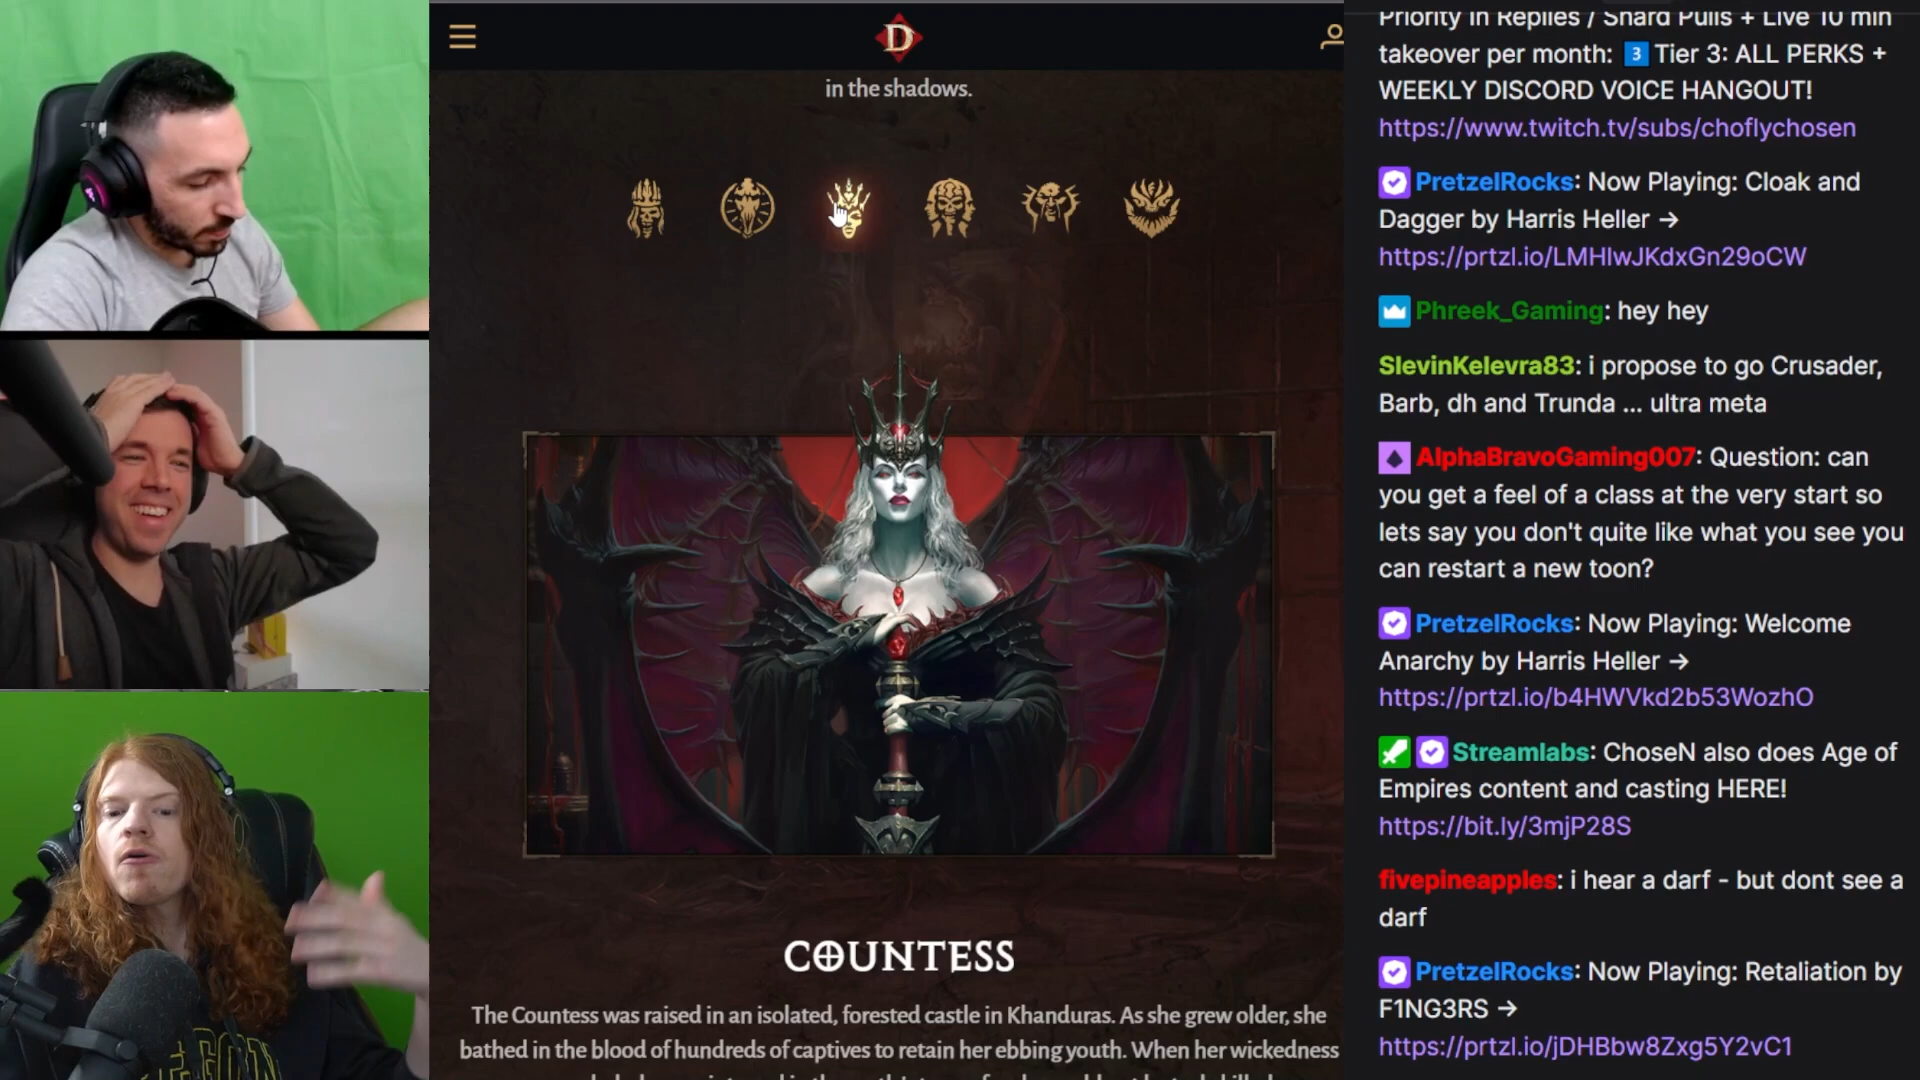 D
in the shadows.
COUNTESS
The Countess was raised in an isolated, forested castle in Khanduras. As she grew older, she
bathed in the blood of hundreds of captives to retain her ebbing youth. When her wickedness
Priority in Replies / Shard Pulls + Live 10 min
takeover per month: 3 Tier 3: ALL PERKS +
WEEKLY DISCORD VOICE HANGOUT!
https://www.twitch.tv/subs/choflychosen
PretzelRocks: Now Playing: Cloak and
Dagger by Harris Heller →
https://prtzl.io/LMHlwJKdxGn29oCW
Phreek_Gaming: hey hey
SlevinKelevra83: i propose to go Crusader,
Barb, dh and Trunda ... ultra meta
AlphaBravoGaming007: Question: can
you get a feel of a class at the very start so
lets say you don't quite like what you see you
can restart a new toon?
PretzelRocks: Now Playing: Welcome
Anarchy by Harris Heller →
https://prtzl.io/b4HWVkd2b53WozhO
Streamlabs: ChoseN also does Age of
Empires content and casting HERE!
https://bit.ly/3mjP28S
fivepineapples: i hear a darf - but dont see a
darf
PretzelRocks: Now Playing: Retaliation by
F1NG3RS →
https://prtzl.io/jDHBbw8Zxg5Y2vC1